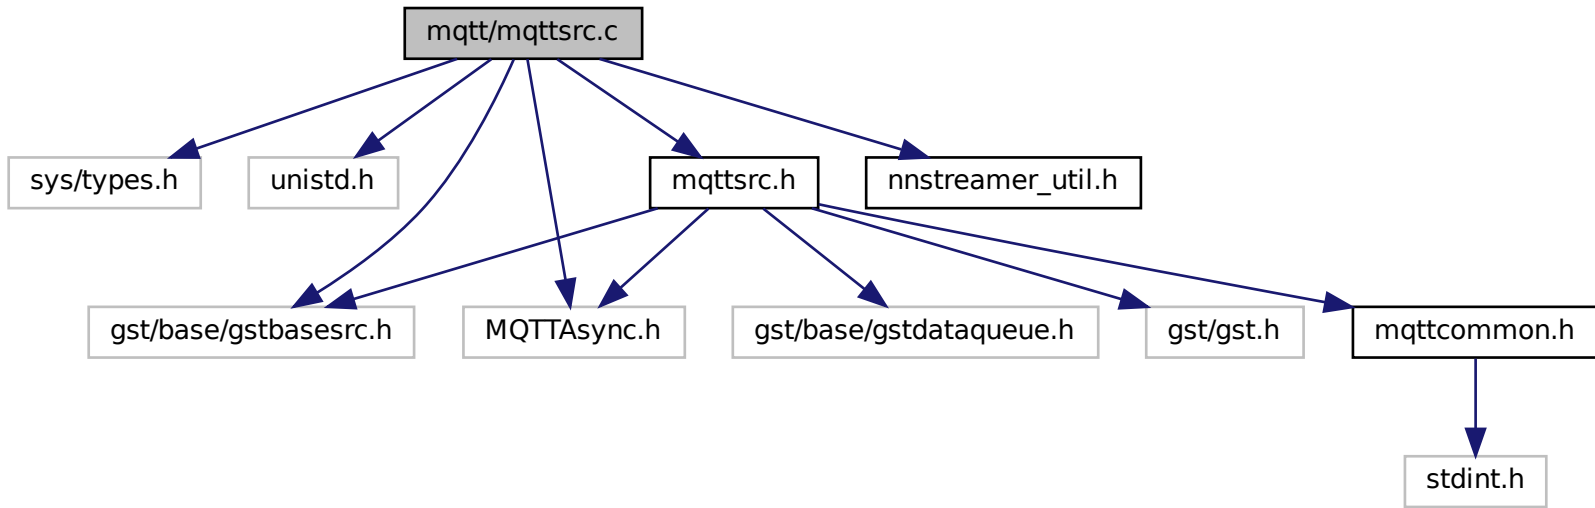 mqtt/mqttsrc.c
sys/types.h
unistd.h
mqttsrc.h
nnstreamer_util.h
gst/base/gstbasesrc.h
MQTTAsync.h
gst/base/gstdataqueue.h
gst/gst.h
mqttcommon.h
stdint.h